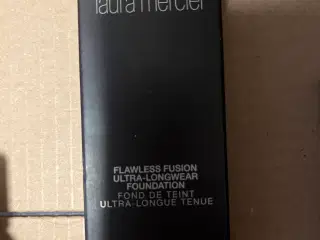 laura mercier
FLAWLESS FUSION
ULTRA-LONGWEAR
FOUNDATION
FOND DE TEINT
ULTRA-LONGUE TENUE